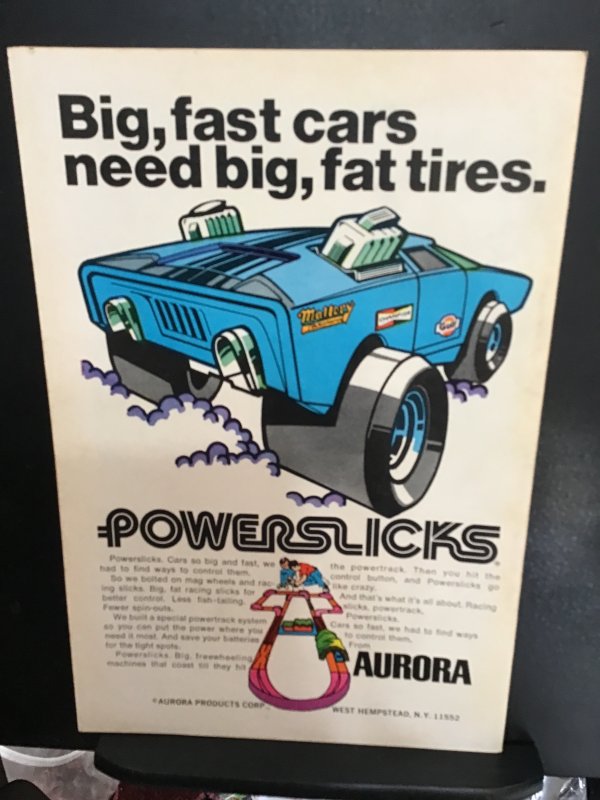 Big, fast cars
need big, fat tires.
Mallory
CHAMPION
Gulf
POWERSLICKS
Powerslicks. Cars so big and fast, we
had to find ways to control them.
So we bolted on mag wheels and rac-
ing slicks. Big, fat racing slicks for
better control. Less fish-tailing.
Fewer spin-outs.
We built a special powertrack system
so you can put the power where you
need it most. And save your batteries
for the tight spots.
Powerslicks. Big, freewheeling
machines that coast till they hit
the powertrack. Then you hit the
control button, and Powerslicks go
like crazy.
And that's what it's all about. Racing
slicks, powertrack,
Powerslicks.
Cars so fast, we had to find ways
to control them.
From
AURORA
© AURORA PRODUCTS CORP.
WEST HEMPSTEAD, N.Y. 11552